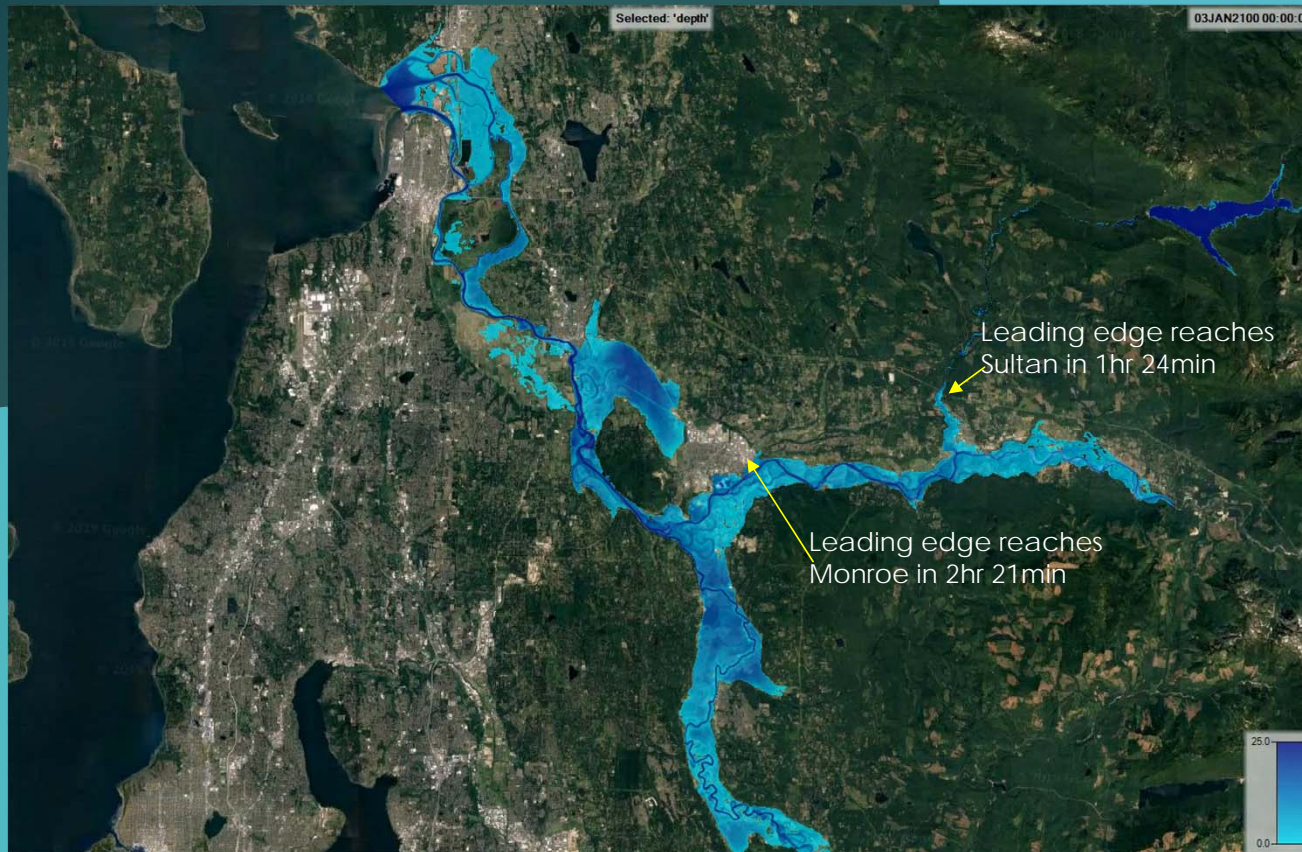 Selected: 'depth'
03JAN2100 00:00:0
Leading edge reaches
Sultan in 1hr 24min
Leading edge reaches
Monroe in 2hr 21min
25.0
0.0